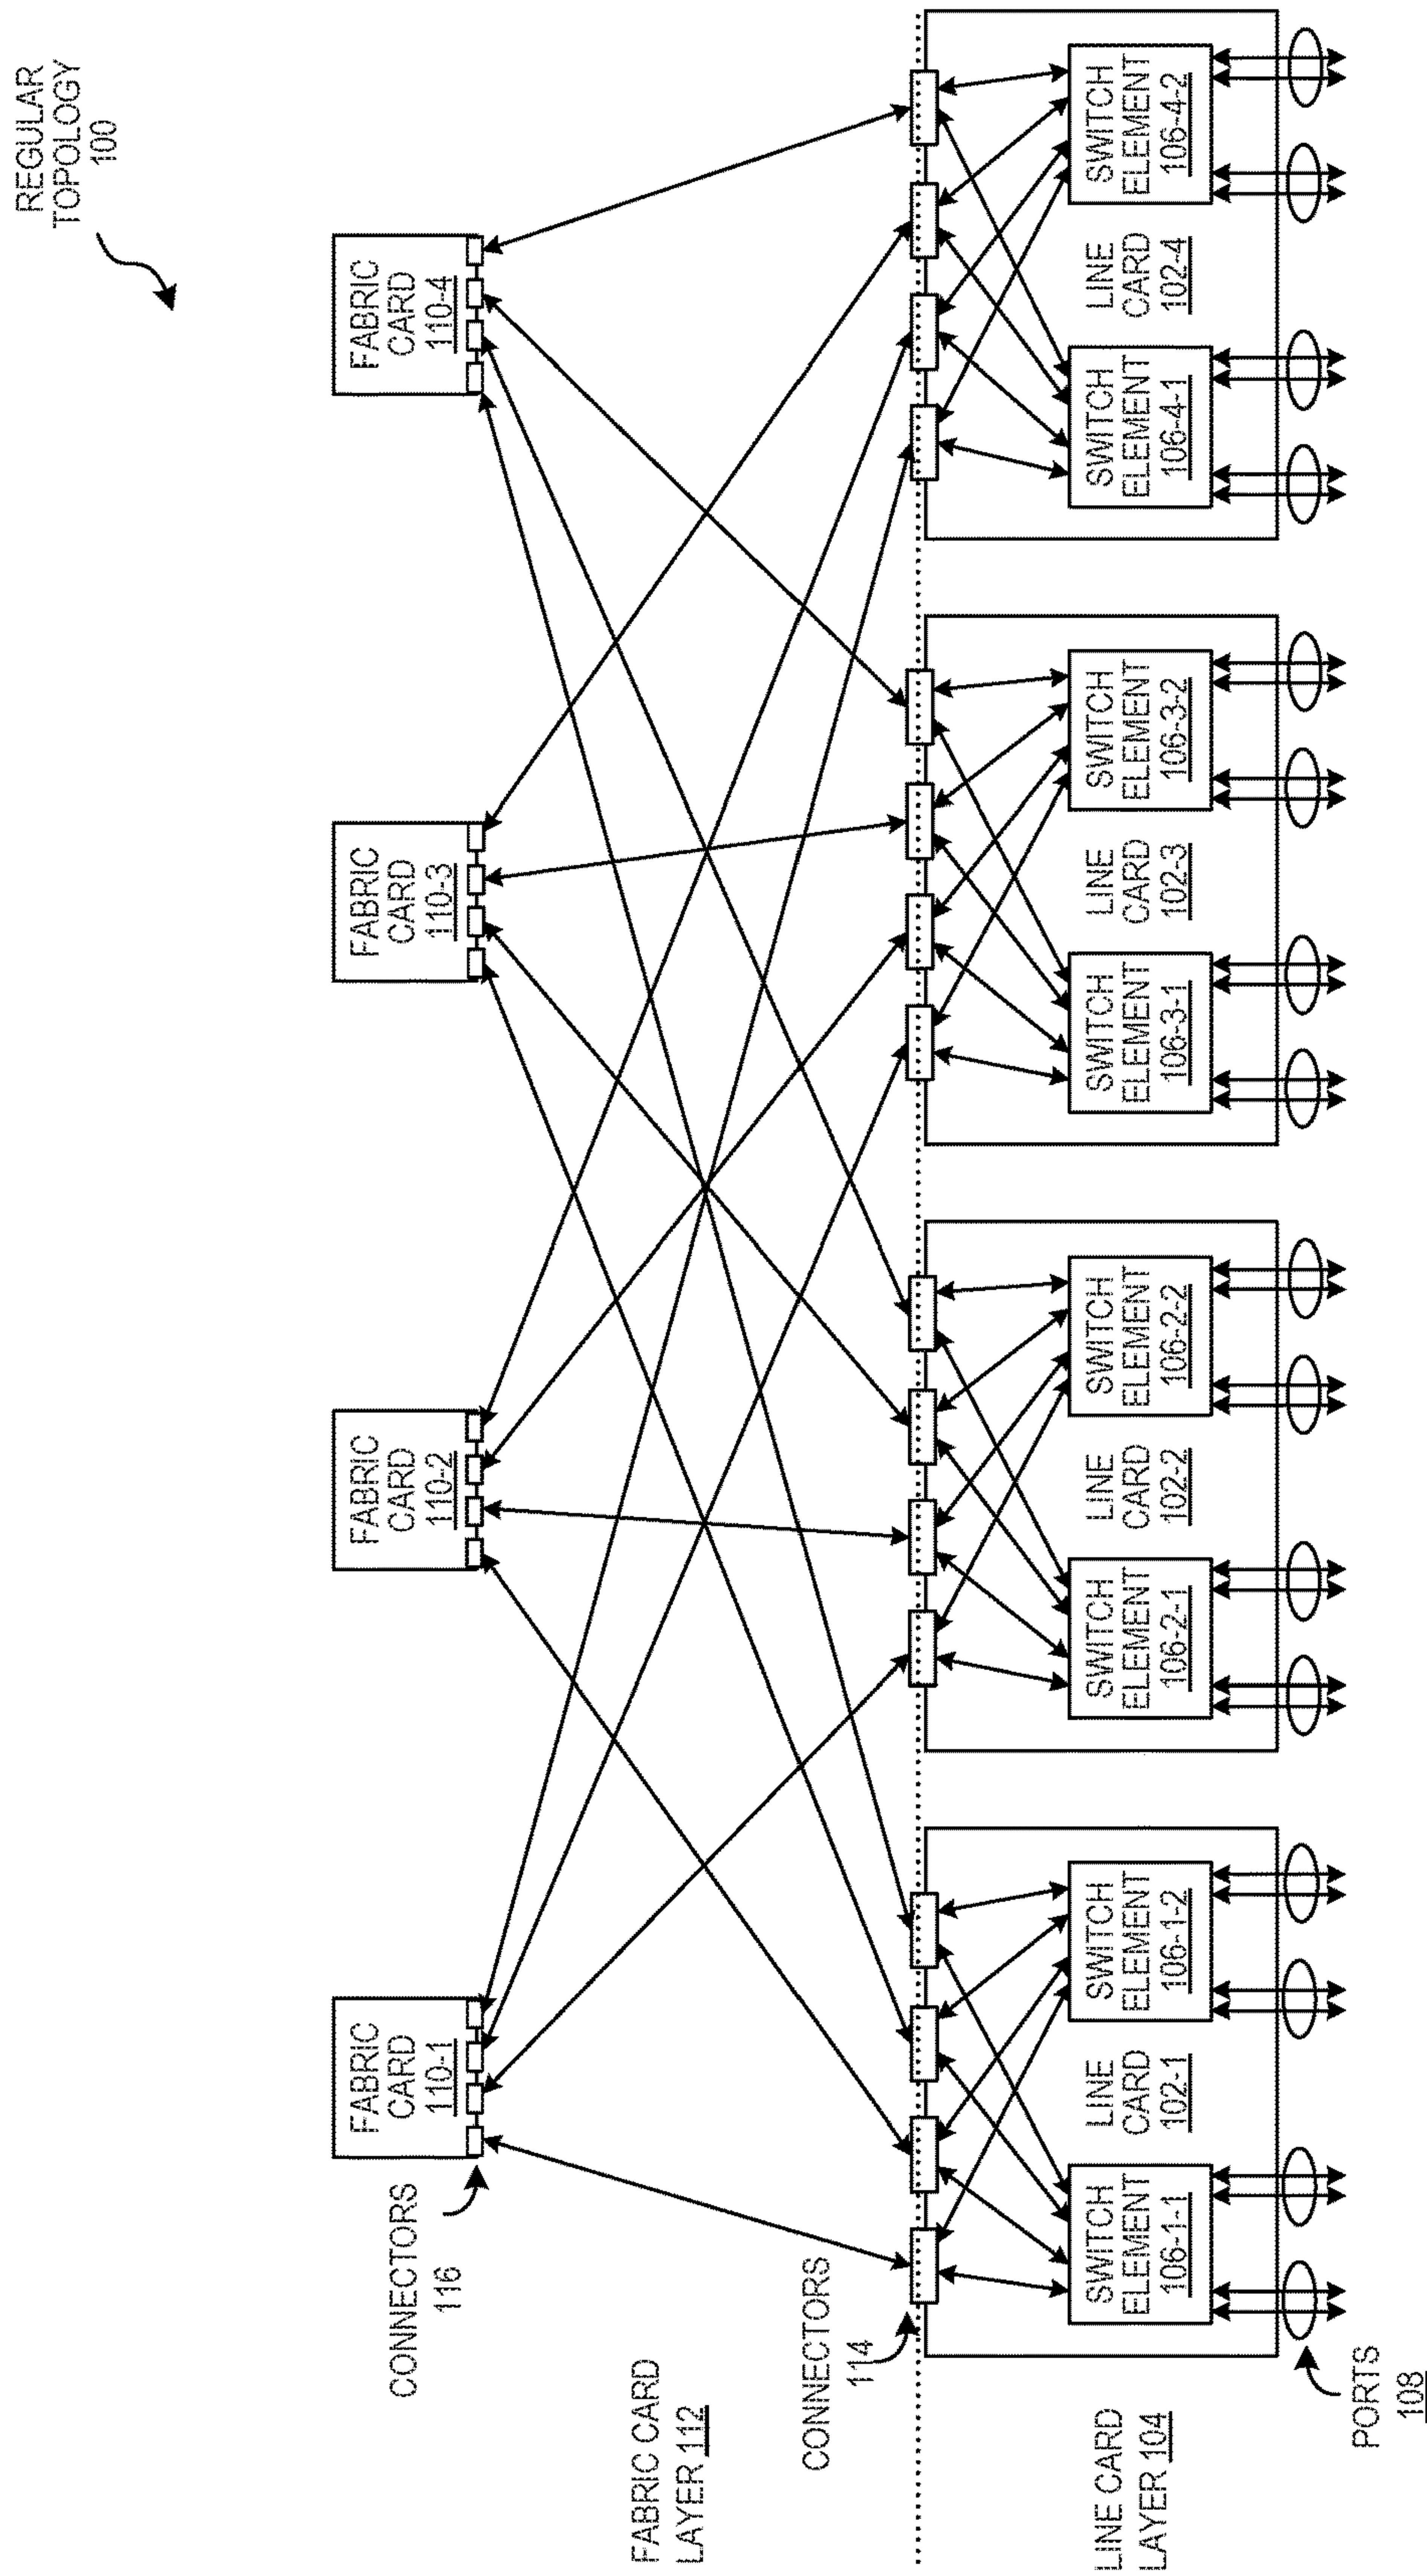 REGULAR
TOPOLOGY
100
FABRIC
CARD
110-1
FABRIC
CARD
110-2
FABRIC
CARD
110-3
FABRIC
CARD
110-4
CONNECTORS
116
FABRIC CARD
LAYER 112
CONNECTORS
114
SWITCH
ELEMENT
106-1-1
LINE
CARD
102-1
SWITCH
ELEMENT
106-1-2
SWITCH
ELEMENT
106-2-1
LINE
CARD
102-2
SWITCH
ELEMENT
106-2-2
SWITCH
ELEMENT
106-3-1
LINE
CARD
102-3
SWITCH
ELEMENT
106-3-2
SWITCH
ELEMENT
106-4-1
LINE
CARD
102-4
SWITCH
ELEMENT
106-4-2
LINE CARD
LAYER 104
PORTS
108